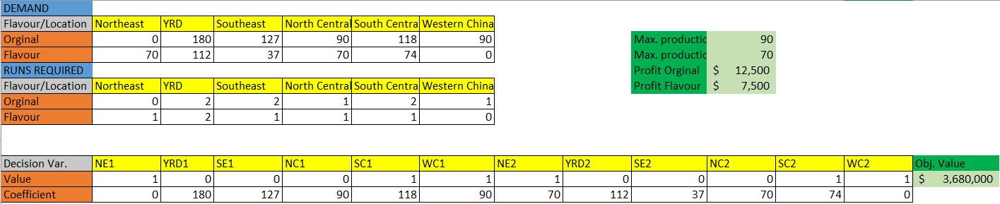 DEMAND
Flavour/Location Northeast YRD Southeast North Central South Centra Western China
Orginal 0 180 127 90 118 90 Max. productic 90
Flavour 70 112 37 70 74 0 Max. productic 70
RUNS REQUIRED Profit Orginal $ 12,500
Flavour/Location Northeast YRD Southeast North Central South Centra Western China Profit Flavour $ 7,500
Orginal 0 2 2 1 2 1
Flavour 1 2 1 1 1 0
Decision Var. NE1 YRD1 SE1 NC1 SC1 WC1 NE2 YRD2 SE2 NC2 SC2 WC2 Obj. Value
Value 1 0 0 0 1 1 1 0 0 0 1 1 $ 3,680,000
Coefficient 0 180 127 90 118 90 70 112 37 70 74 0